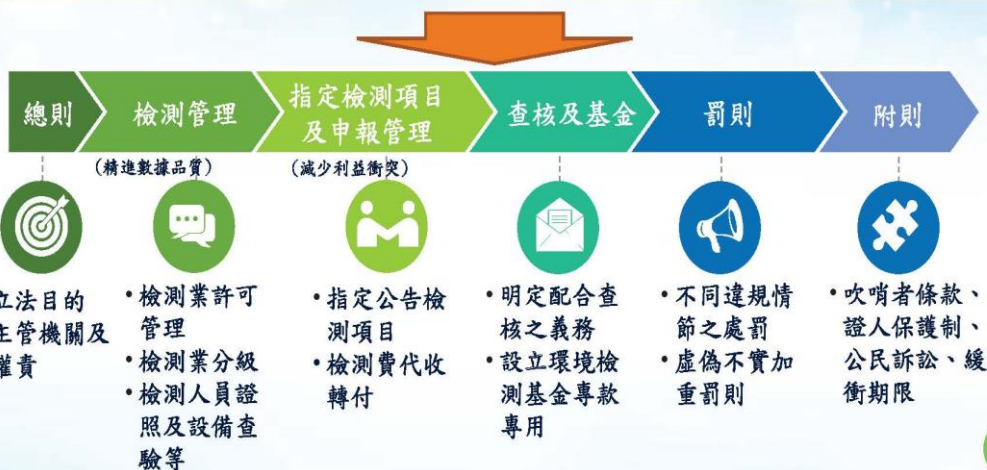 總則
檢測管理
(精進數據品質)
指定檢測項目
及申報管理
(減少利益衝突)
查核及基金
罰則
附則
立法目的
主管機關及
權責
• 檢測業許可
管理
• 檢測業分級
• 檢測人員證
照及設備查
驗等
• 指定公告檢
測項目
• 檢測費代收
轉付
• 明定配合查
核之義務
• 設立環境檢
測基金專款
專用
• 不同違規情
節之處罰
• 虛偽不實加
重罰則
• 吹哨者條款、
證人保護制、
公民訴訟、緩
衝期限